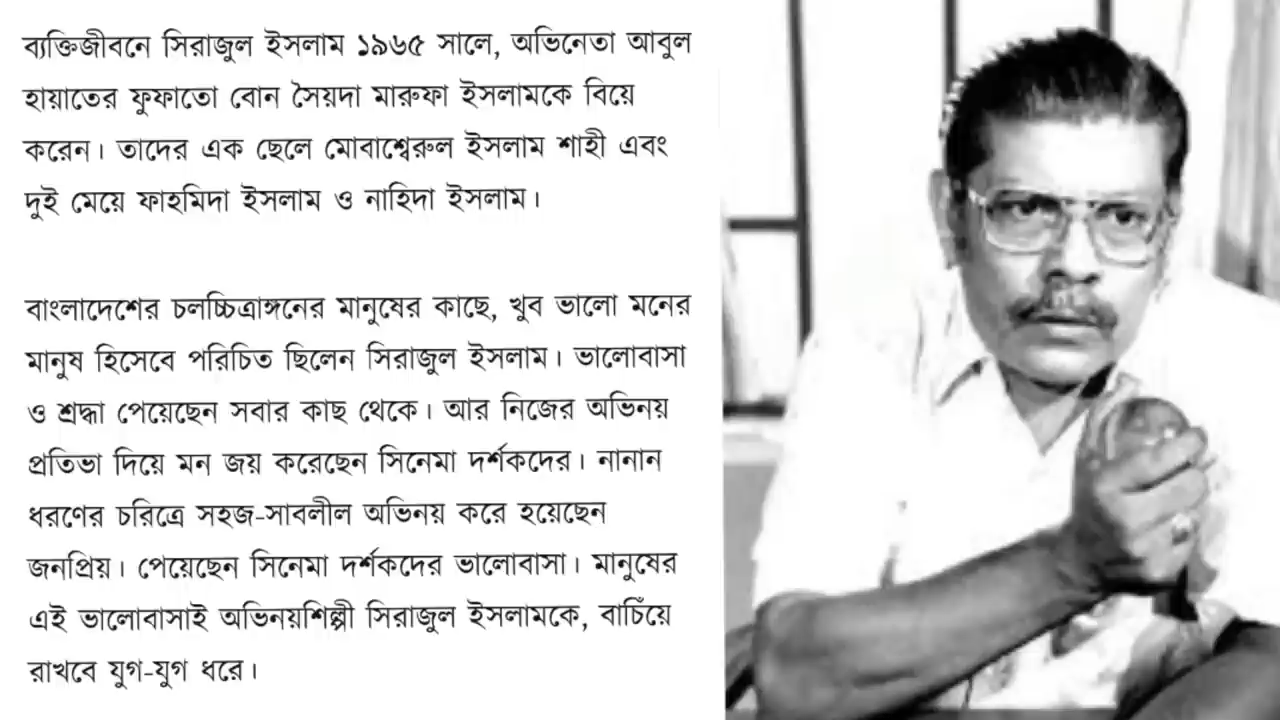 ব্যক্তিজীবনে সিরাজুল ইসলাম ১৯৬৫ সালে, অভিনেতা আবুল
হায়াতের ফুফাতো বোন সৈয়দা মারুফা ইসলামকে বিয়ে
করেন। তাদের এক ছেলে মোবাশ্বেরুল ইসলাম শাহী এবং
দুই মেয়ে ফাহমিদা ইসলাম ও নাহিদা ইসলাম।
বাংলাদেশের চলচ্চিত্রাঙ্গনের মানুষের কাছে, খুব ভালো মনের
মানুষ হিসেবে পরিচিত ছিলেন সিরাজুল ইসলাম। ভালোবাসা
ও শ্রদ্ধা পেয়েছেন সবার কাছ থেকে। আর নিজের অভিনয়
প্রতিভা দিয়ে মন জয় করেছেন সিনেমা দর্শকদের। নানান
ধরণের চরিত্রে সহজ-সাবলীল অভিনয় করে হয়েছেন
জনপ্রিয়। পেয়েছেন সিনেমা দর্শকদের ভালোবাসা। মানুষের
এই ভালোবাসাই অভিনয়শিল্পী সিরাজুল ইসলামকে, বাচিঁয়ে
রাখবে যুগ-যুগ ধরে।